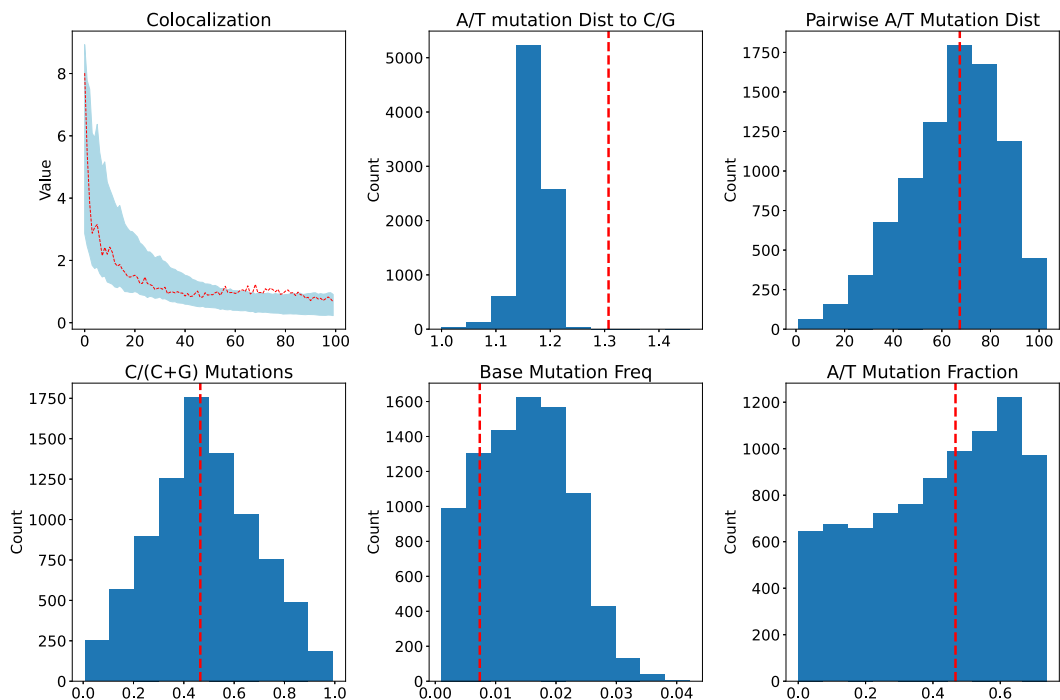 Colocalization
A/T mutation Dist to C/G
Pairwise A/T Mutation Dist
Value
8
6
4
2
0
0 20 40 60 80 100
Count
5000
4000
3000
2000
1000
0
1.0 1.1 1.2 1.3 1.4
Count
1750
1500
1250
1000
750
500
250
0
0 20 40 60 80 100
C/(C+G) Mutations
Base Mutation Freq
A/T Mutation Fraction
Count
1750
1500
1250
1000
750
500
250
0
0.0 0.2 0.4 0.6 0.8 1.0
Count
1600
1400
1200
1000
800
600
400
200
0
0.00 0.01 0.02 0.03 0.04
Count
1200
1000
800
600
400
200
0
0.0 0.2 0.4 0.6